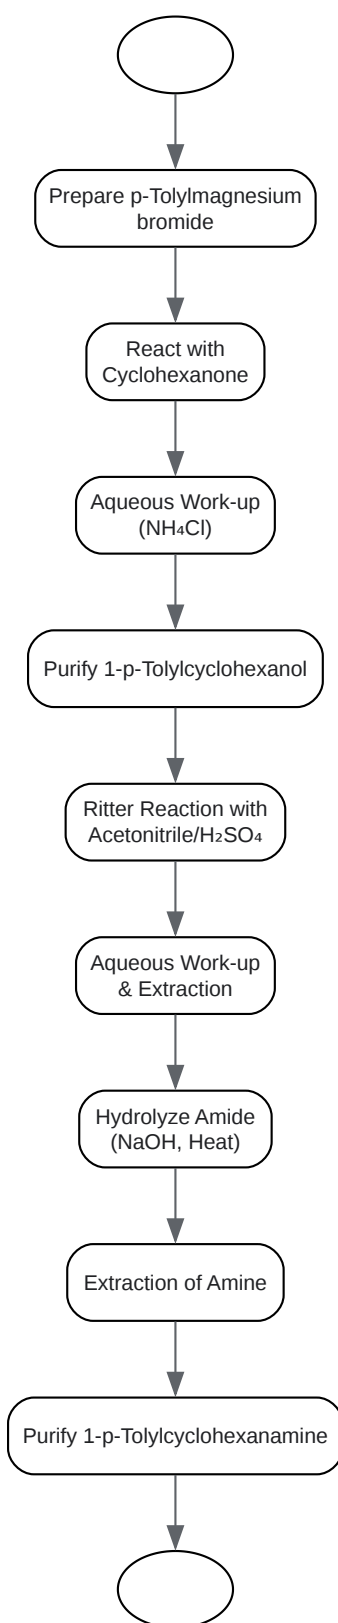 Prepare p-Tolylmagnesium
bromide
React with
Cyclohexanone
Aqueous Work-up
(NH₄Cl)
Purify 1-p-Tolylcyclohexanol
Ritter Reaction with
Acetonitrile/H₂SO₄
Aqueous Work-up
& Extraction
Hydrolyze Amide
(NaOH, Heat)
Extraction of Amine
Purify 1-p-Tolylcyclohexanamine